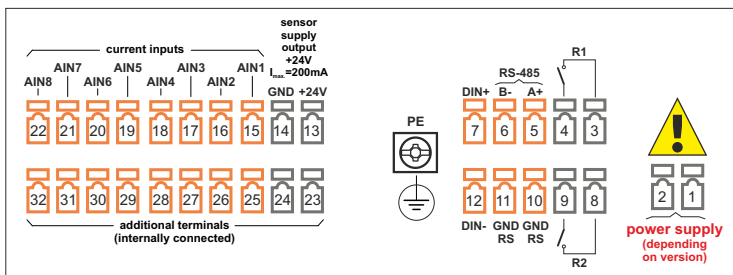 sensor
supply
output
+24V
Imax.=200mA
current inputs
AIN8 AIN7 AIN6 AIN5 AIN4 AIN3 AIN2 AIN1 GND +24V
22 21 20 19 18 17 16 15 14 13
32 31 30 29 28 27 26 25 24 23
additional terminals
(internally connected)
PE
R1
RS-485
DIN+ B- A+
7 6 5 4 3
12 11 10 9 8
DIN- GND RS GND RS
R2
2 1
power supply
(depending
on version)